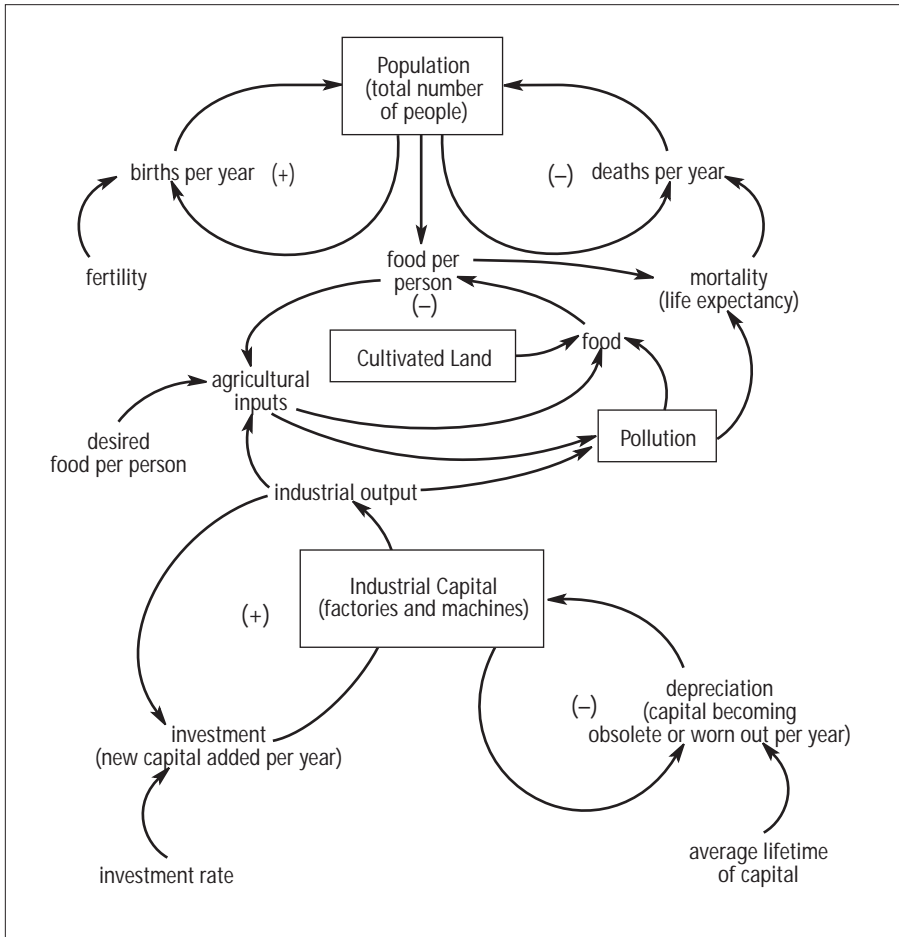 Population
(total number
of people)
births per year
(+)
(–)
deaths per year
fertility
food per
person
(–)
mortality
(life expectancy)
Cultivated Land
food
agricultural
inputs
desired
food per person
Pollution
industrial output
Industrial Capital
(factories and machines)
(+)
(–)
depreciation
(capital becoming
obsolete or worn out per year)
investment
(new capital added per year)
investment rate
average lifetime
of capital